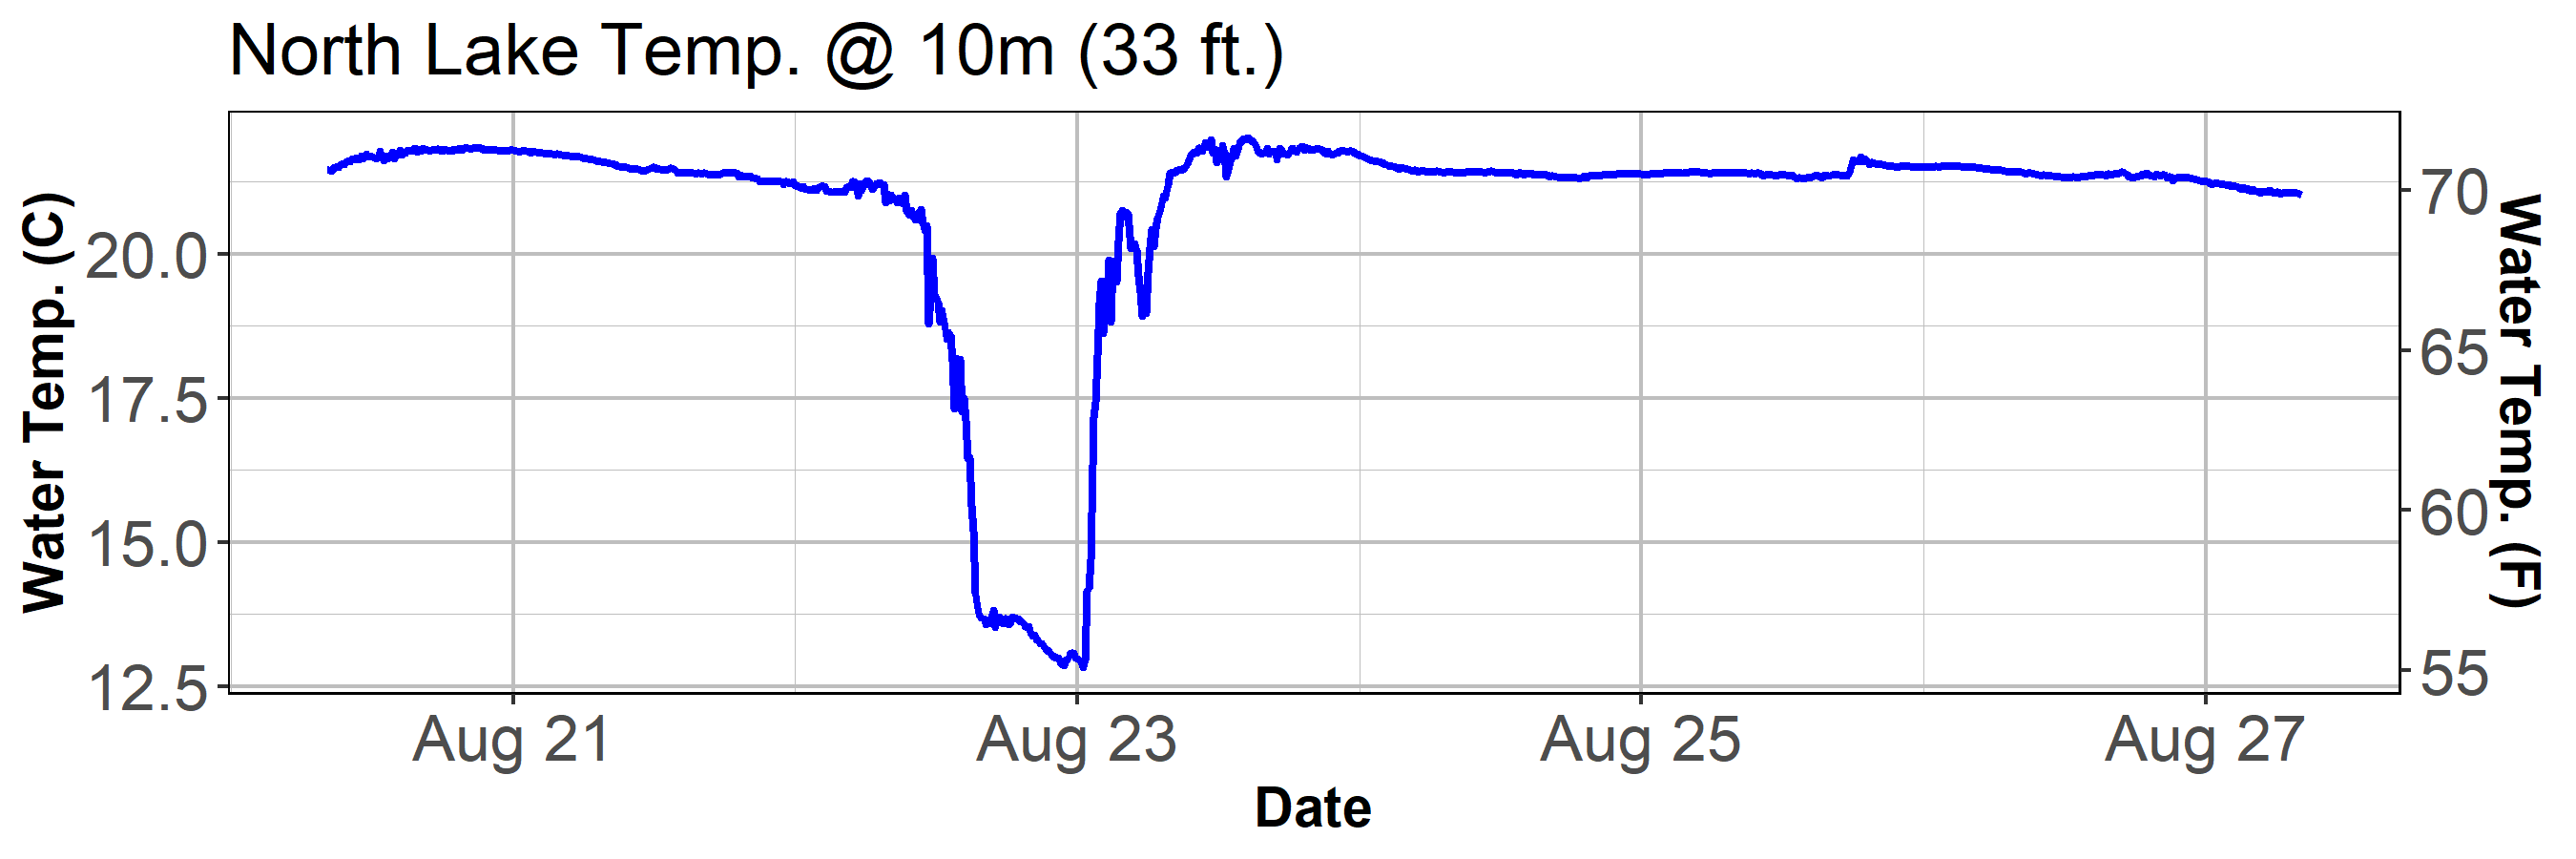 North Lake Temp. @ 10m (33 ft.)
Water Temp. (C)
20.0
17.5
15.0
12.5
70
65
60
55
Water Temp. (F)
Aug 21
Aug 23
Aug 25
Aug 27
Date